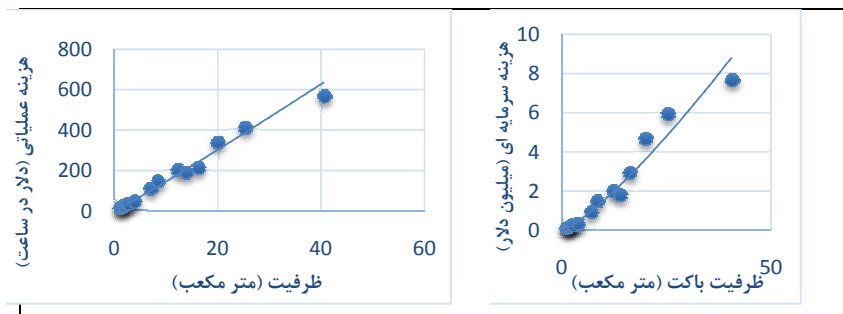 هزینه عملیاتی (دلار در ساعت)
800
600
400
200
0
0 20 40 60
ظرفیت (متر مکعب)
هزینه سرمایه ای (میلیون دلار)
10
8
6
4
2
0
0 50
ظرفیت باکت (متر مکعب)